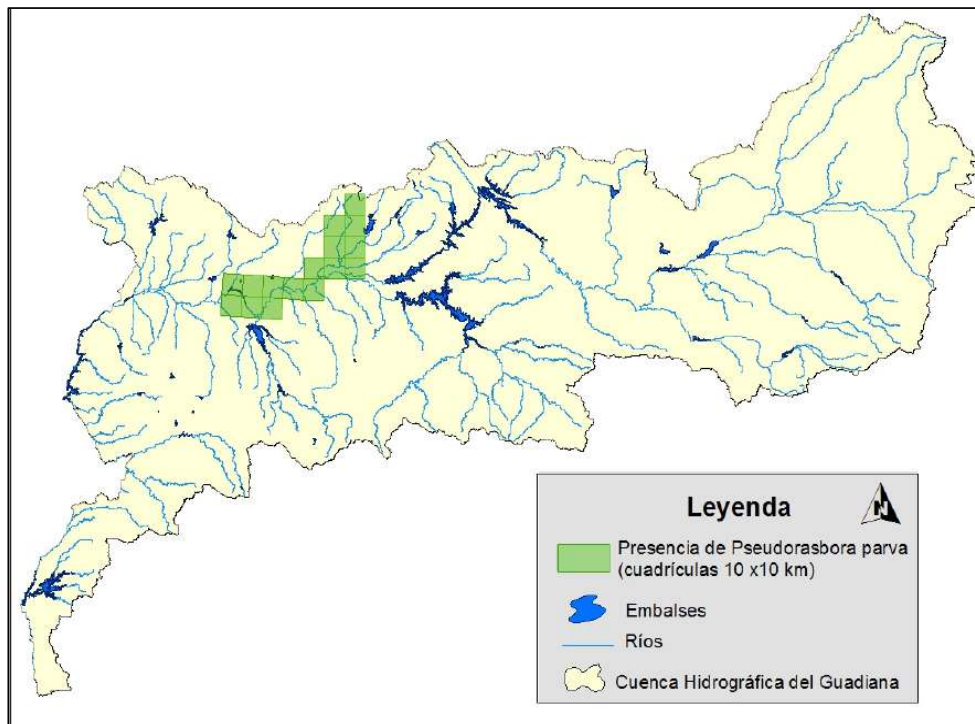 Leyenda
N
Presencia de Pseudorasbora parva
(cuadrículas 10 x10 km)
Embalses
Ríos
Cuenca Hidrográfica del Guadiana